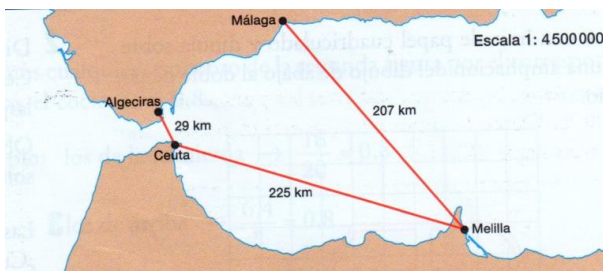 Málaga
Escala 1: 4500000
Algeciras
29 km
207 km
Ceuta
225 km
Melilla